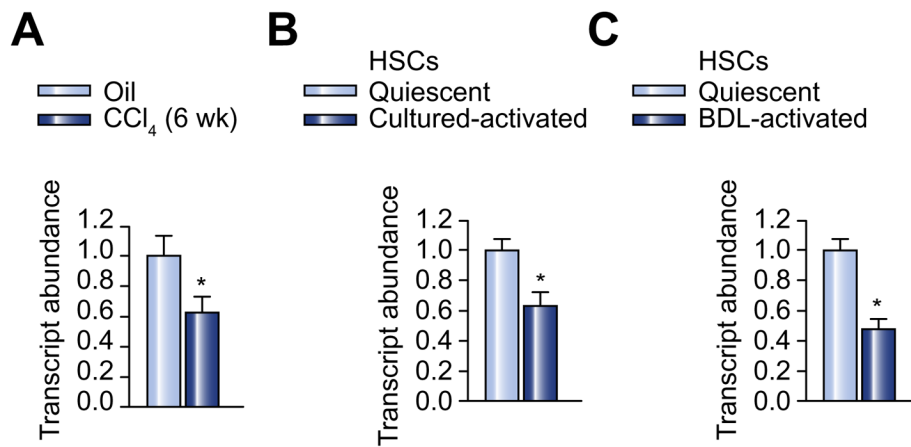 A
Oil
CCl4 (6 wk)
Transcript abundance
1.2
1.0
0.8
0.6
0.4
0.2
0.0
*
B
HSCs
Quiescent
Cultured-activated
Transcript abundance
1.2
1.0
0.8
0.6
0.4
0.2
0.0
*
C
HSCs
Quiescent
BDL-activated
Transcript abundance
1.2
1.0
0.8
0.6
0.4
0.2
0.0
*